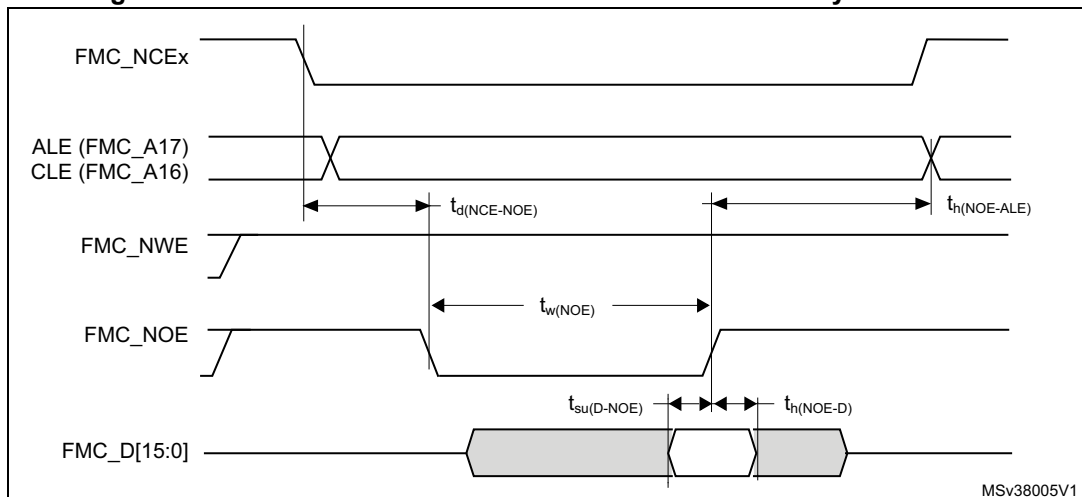 FMC_NCEx
ALE (FMC_A17)
CLE (FMC_A16)
td(NCE-NOE)
th(NOE-ALE)
FMC_NWE
tw(NOE)
FMC_NOE
tsu(D-NOE)
th(NOE-D)
FMC_D[15:0]
MSv38005V1